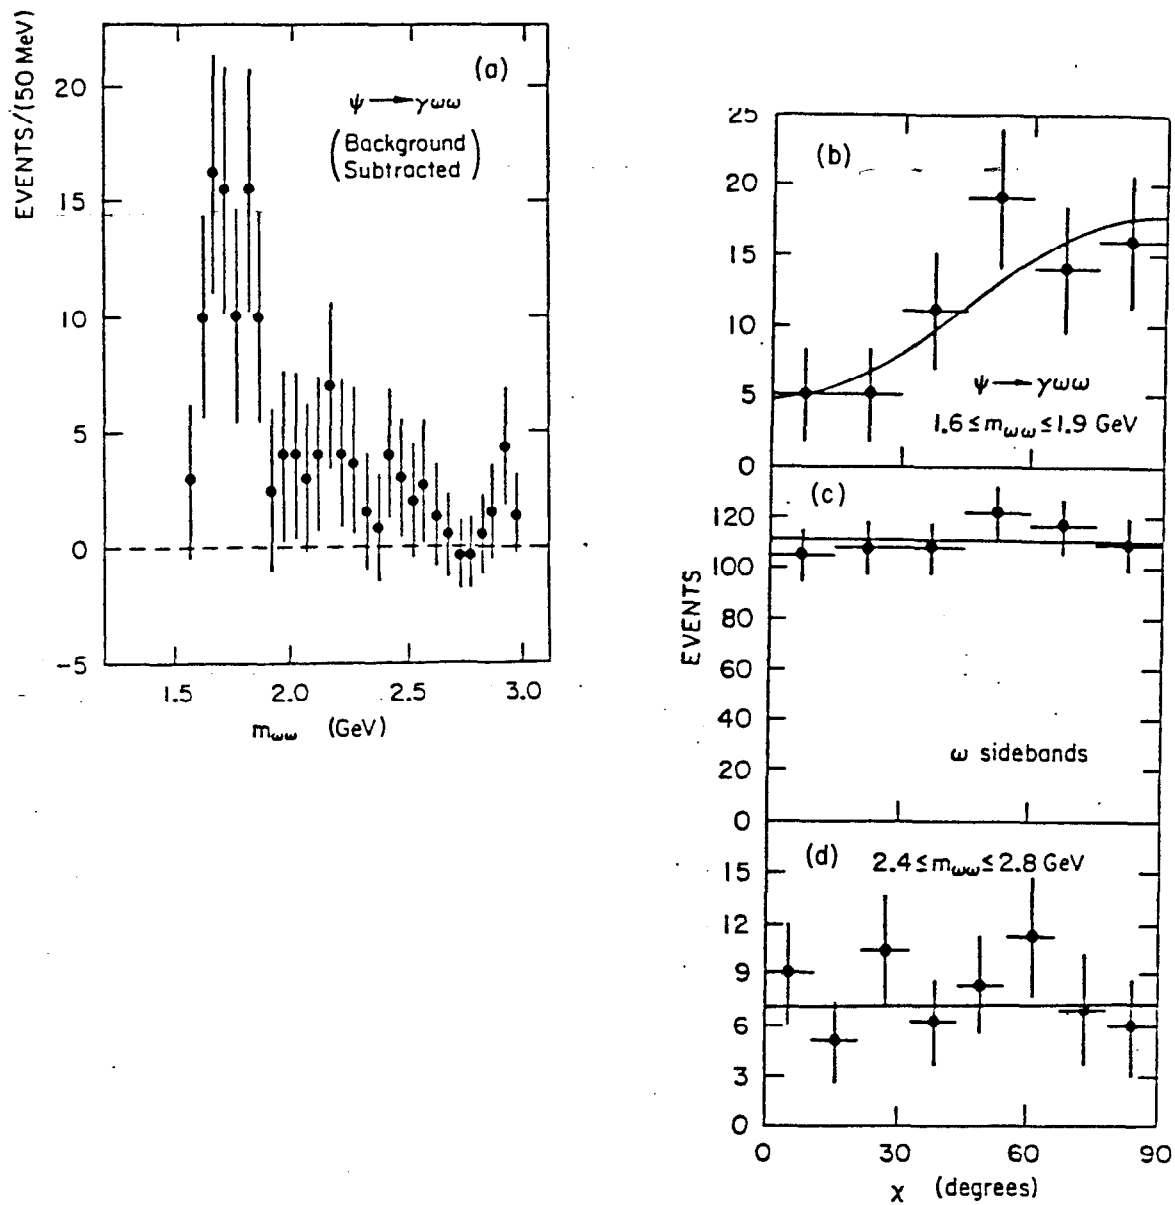 EVENTS/(50 MeV)
(a)
ψ → γωω
(Background
Subtracted)
20
15
10
5
0
-5
1.5 2.0 2.5 3.0
mωω (GeV)
EVENTS
(b)
25
20
15
10
5
0
ψ → γωω
1.6 ≤ mωω ≤ 1.9 GeV
(c)
120
100
80
60
40
20
0
ω sidebands
(d) 2.4 ≤ mωω ≤ 2.8 GeV
15
12
9
6
3
0
0 30 60 90
χ (degrees)